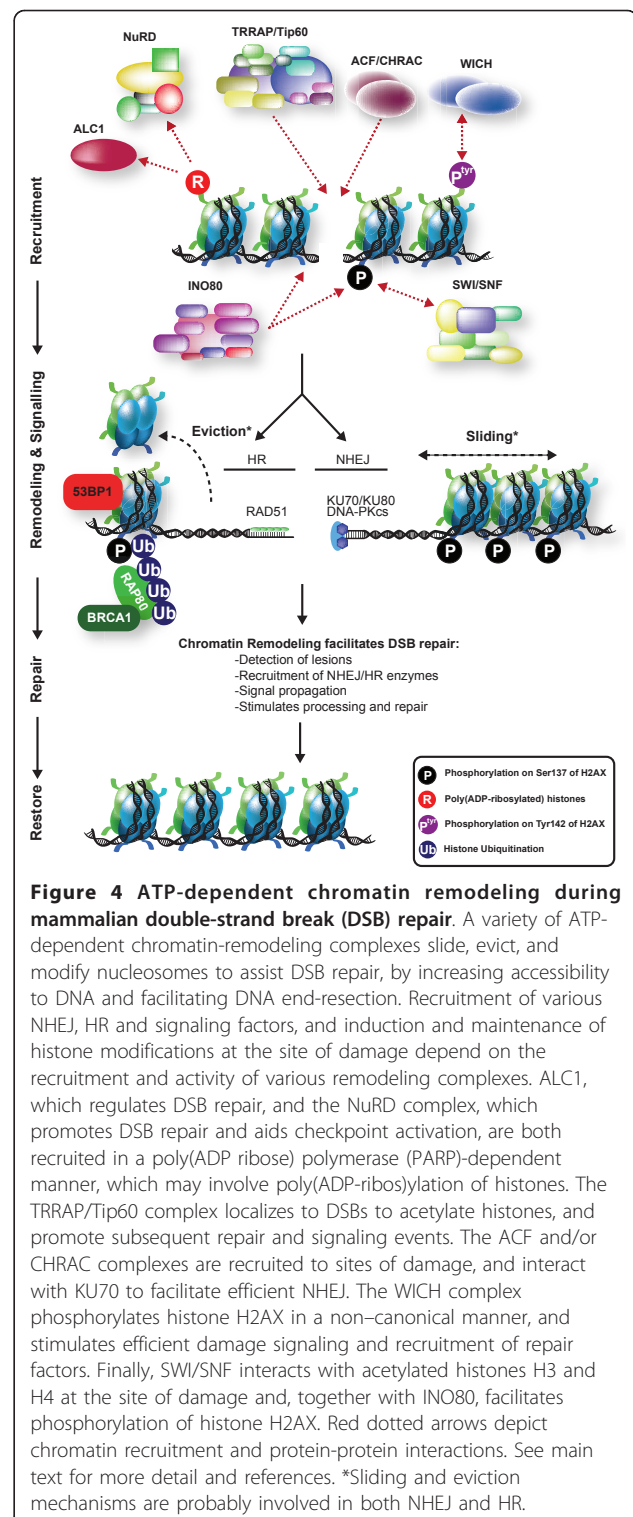 NuRD
TRRAP/Tip60
ACF/CHRAC
WICH
ALC1
R
P tyr
Recruitment
P
INO80
SWI/SNF
Eviction*
HR
NHEJ
Sliding*
53BP1
RAD51
KU70/KU80
DNA-PKcs
P
Ub
Ub
Ub
Ub
RAP80
BRCA1
P
P
P
Remodeling & Signalling
Chromatin Remodeling facilitates DSB repair:
-Detection of lesions
-Recruitment of NHEJ/HR enzymes
-Signal propagation
-Stimulates processing and repair
Repair
Restore
P Phosphorylation on Ser137 of H2AX
R Poly(ADP-ribosylated) histones
P tyr Phosphorylation on Tyr142 of H2AX
Ub Histone Ubiquitination
Figure 4 ATP-dependent chromatin remodeling during
mammalian double-strand break (DSB) repair. A variety of ATP-
dependent chromatin-remodeling complexes slide, evict, and
modify nucleosomes to assist DSB repair, by increasing accessibility
to DNA and facilitating DNA end-resection. Recruitment of various
NHEJ, HR and signaling factors, and induction and maintenance of
histone modifications at the site of damage depend on the
recruitment and activity of various remodeling complexes. ALC1,
which regulates DSB repair, and the NuRD complex, which
promotes DSB repair and aids checkpoint activation, are both
recruited in a poly(ADP ribose) polymerase (PARP)-dependent
manner, which may involve poly(ADP-ribos)ylation of histones. The
TRRAP/Tip60 complex localizes to DSBs to acetylate histones, and
promote subsequent repair and signaling events. The ACF and/or
CHRAC complexes are recruited to sites of damage, and interact
with KU70 to facilitate efficient NHEJ. The WICH complex
phosphorylates histone H2AX in a non–canonical manner, and
stimulates efficient damage signaling and recruitment of repair
factors. Finally, SWI/SNF interacts with acetylated histones H3 and
H4 at the site of damage and, together with INO80, facilitates
phosphorylation of histone H2AX. Red dotted arrows depict
chromatin recruitment and protein-protein interactions. See main
text for more detail and references. *Sliding and eviction
mechanisms are probably involved in both NHEJ and HR.